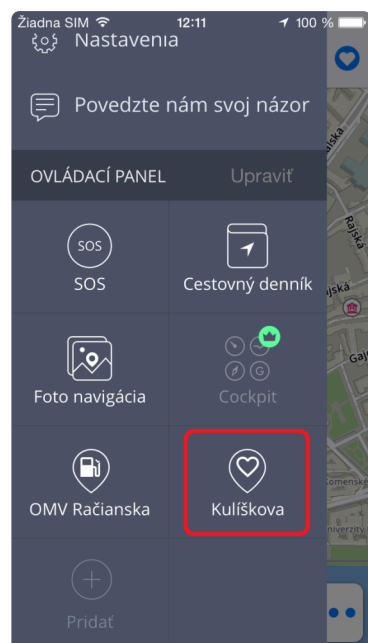 Žiadna SIM 12:11 100 %
Nastavenia
Povedzte nám svoj názor
OVLÁDACÍ PANEL Upraviť
SOS
SOS Cestovný denník
G
Foto navigácia Cockpit
OMV Račianska Kulíškova
Pridať
Rajská